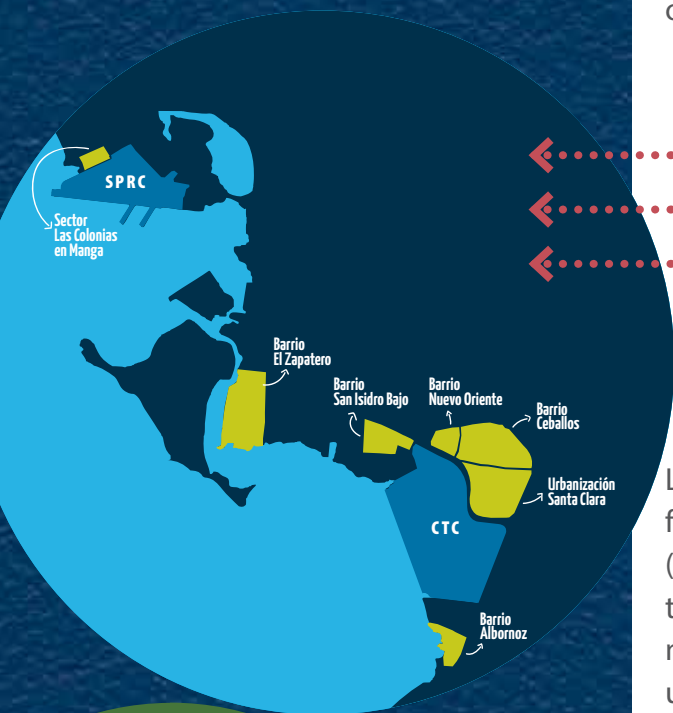 SPRC
Sector
Las Colonias
en Manga
Barrio
El Zapatero
Barrio
San Isidro Bajo
Barrio
Nuevo Oriente
Barrio
Ceballos
Urbanización
Santa Clara
CTC
Barrio
Albornoz